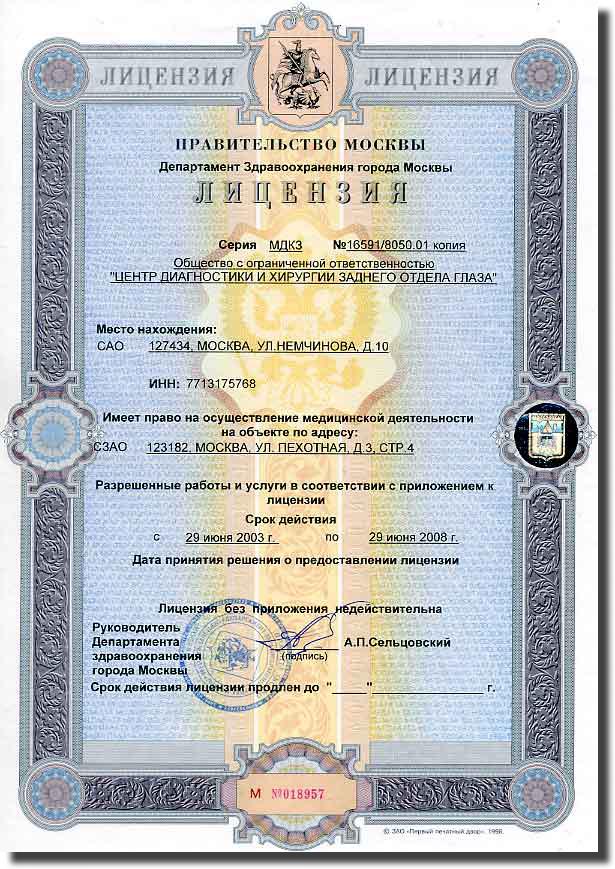 ЛИЦЕНЗИЯ ЛИЦЕНЗИЯ
ПРАВИТЕЛЬСТВО МОСКВЫ
Департамент Здравоохранения города Москвы
ЛИЦЕНЗИЯ
Серия МДКЗ №16591/8050.01 копия
Общество с ограниченной ответственностью
"ЦЕНТР ДИАГНОСТИКИ И ХИРУРГИИ ЗАДНЕГО ОТДЕЛА ГЛАЗА"
Место нахождения:
САО 127434, МОСКВА, УЛ.НЕМЧИНОВА, Д.10
ИНН: 7713175768
Имеет право на осуществление медицинской деятельности
на объекте по адресу:
СЗАО 123182, МОСКВА, УЛ. ПЕХОТНАЯ, Д.3, СТР.4
Разрешенные работы и услуги в соответствии с приложением к
лицензии
Срок действия
с 29 июня 2003 г. по 29 июня 2008 г.
Дата принятия решения о предоставлении лицензии
Лицензия без приложения недействительна
Руководитель
Департамента
здравоохранения
города Москвы
А.П.Сельцовский
(подпись)
Срок действия лицензии продлен до "____"________________ г.
М №018957
© ЗАО «Первый печатный двор», 1998.